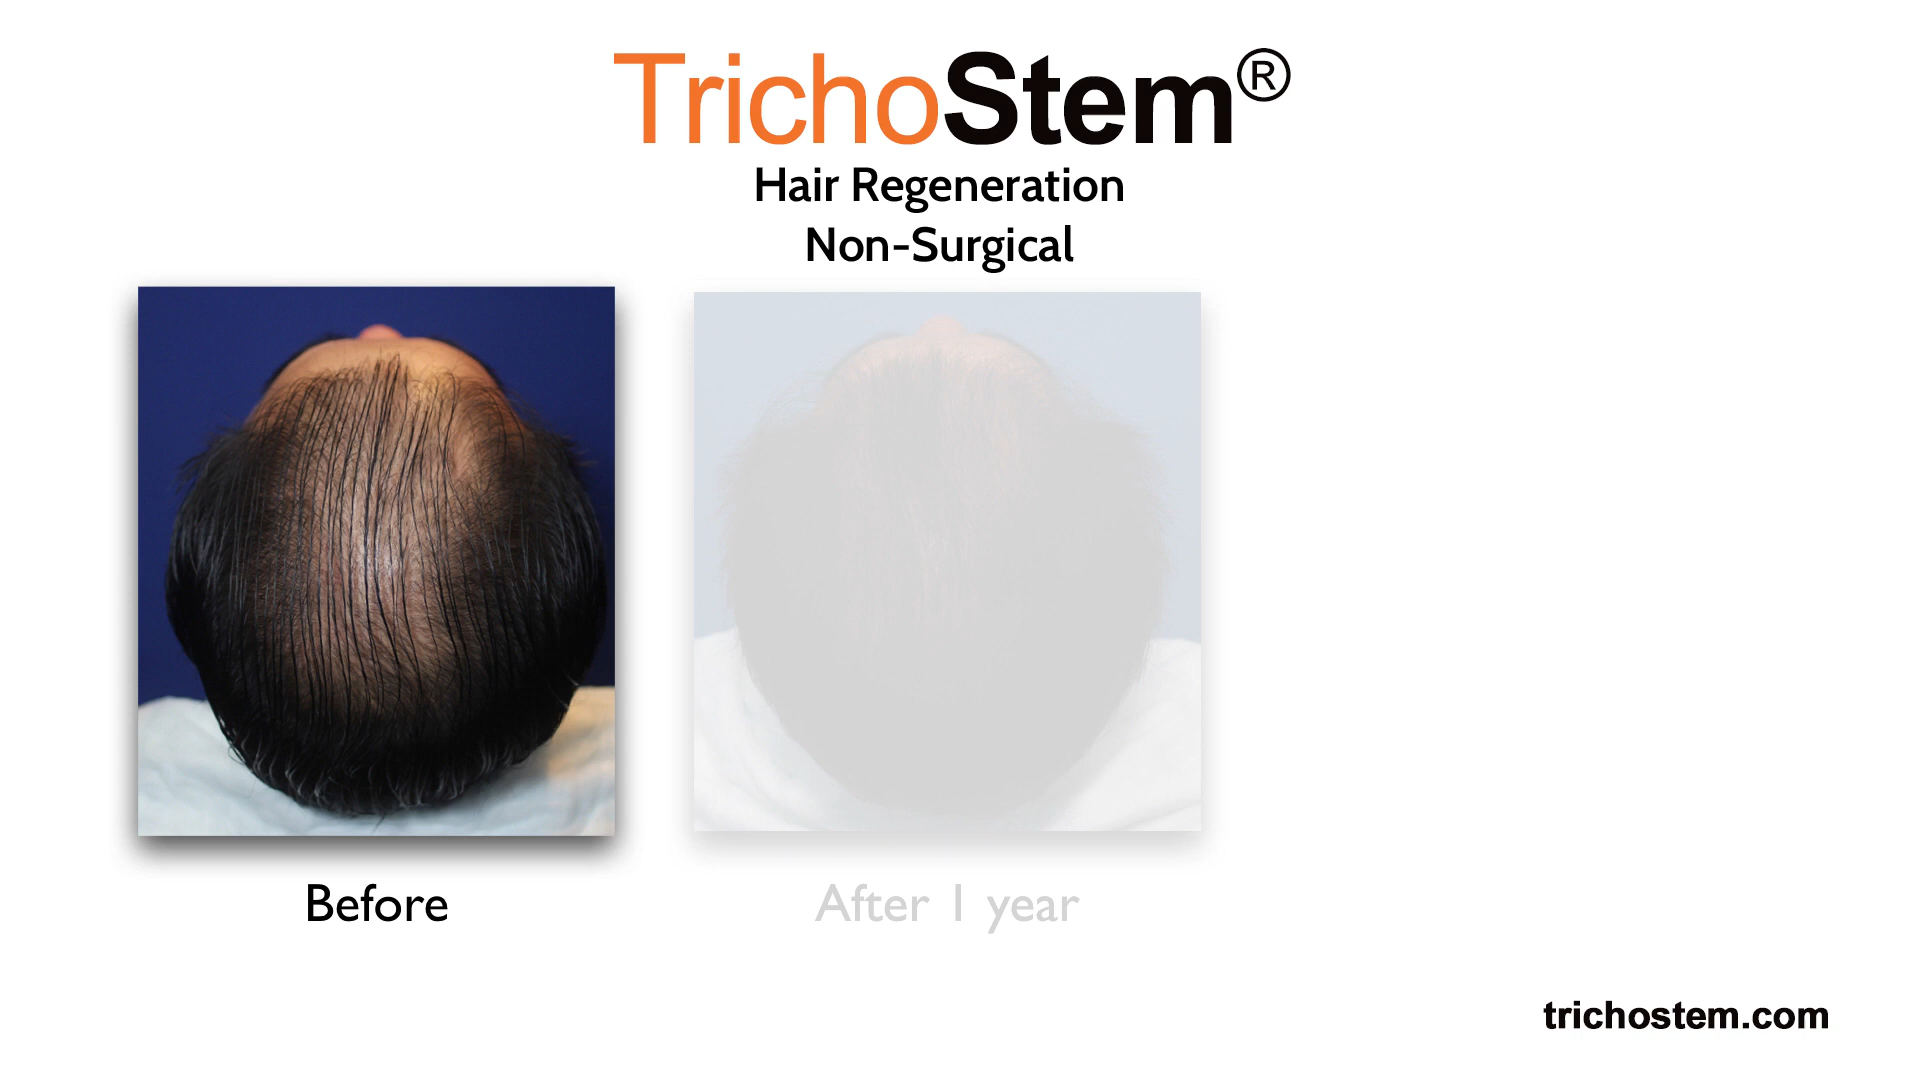 TrichoStem®
Hair Regeneration
Non-Surgical
Before
After 1 year
trichostem.com